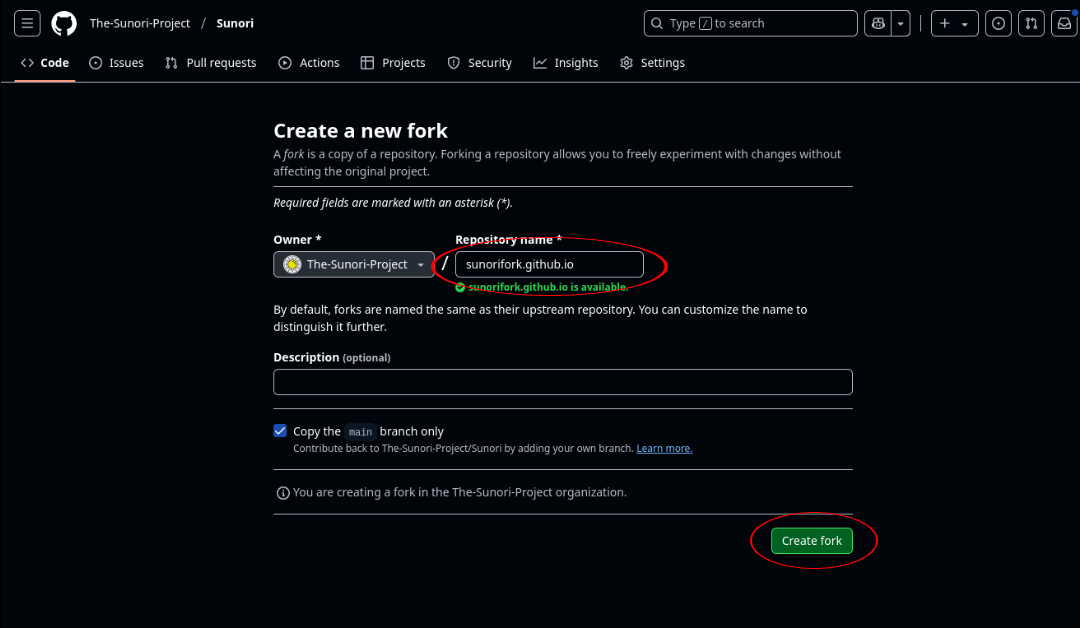 The-Sunori-Project / Sunori
Type / to search
Code Issues Pull requests Actions Projects Security Insights Settings
Create a new fork
A fork is a copy of a repository. Forking a repository allows you to freely experiment with changes without
affecting the original project.
Required fields are marked with an asterisk (*).
Owner * Repository name *
The-Sunori-Project / sunorifork.github.io
sunorifork.github.io is available.
By default, forks are named the same as their upstream repository. You can customize the name to
distinguish it further.
Description (optional)
Copy the main branch only
Contribute back to The-Sunori-Project/Sunori by adding your own branch. Learn more.
You are creating a fork in the The-Sunori-Project organization.
Create fork